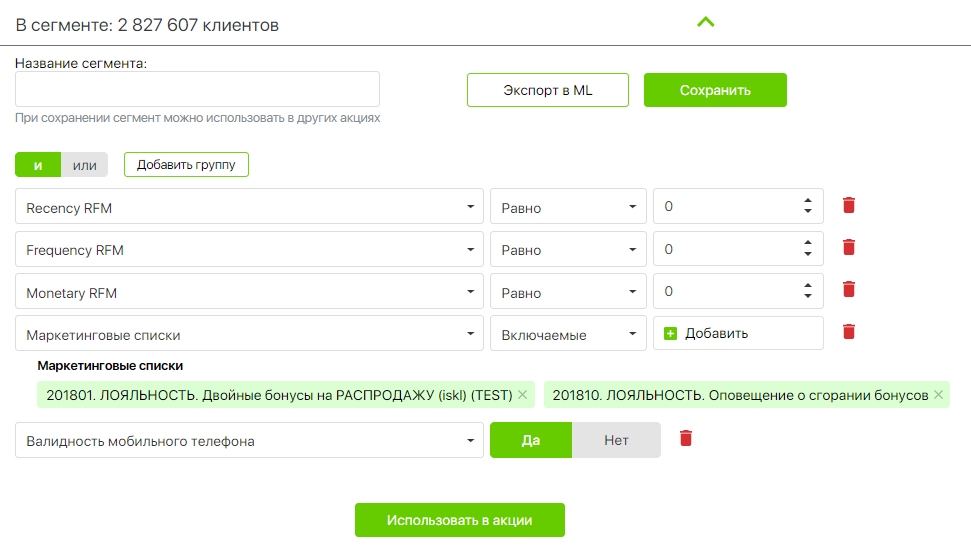 В сегменте: 2 827 607 клиентов
Название сегмента:
Экспорт в ML
Сохранить
При сохранении сегмент можно использовать в других акциях
и или Добавить группу
Recency RFM Равно 0
Frequency RFM Равно 0
Monetary RFM Равно 0
Маркетинговые списки Включаемые Добавить
Маркетинговые списки
201801. ЛОЯЛЬНОСТЬ. Двойные бонусы на РАСПРОДАЖУ (iskl) (TEST) 201810. ЛОЯЛЬНОСТЬ. Оповещение о сгорании бонусов
Валидность мобильного телефона Да Нет
Использовать в акции